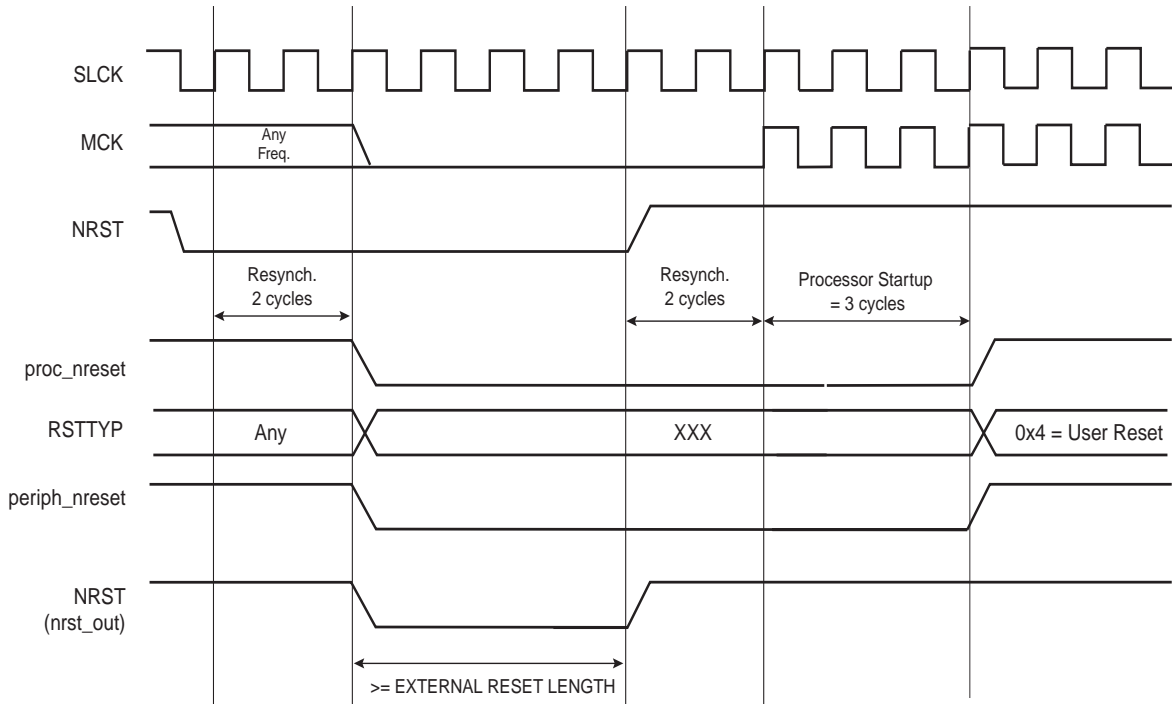 SLCK
MCK
Any
Freq.
NRST
Resynch.
2 cycles
Resynch.
2 cycles
Processor Startup
= 3 cycles
proc_nreset
RSTTYP
Any
XXX
0x4 = User Reset
periph_nreset
NRST
(nrst_out)
>= EXTERNAL RESET LENGTH